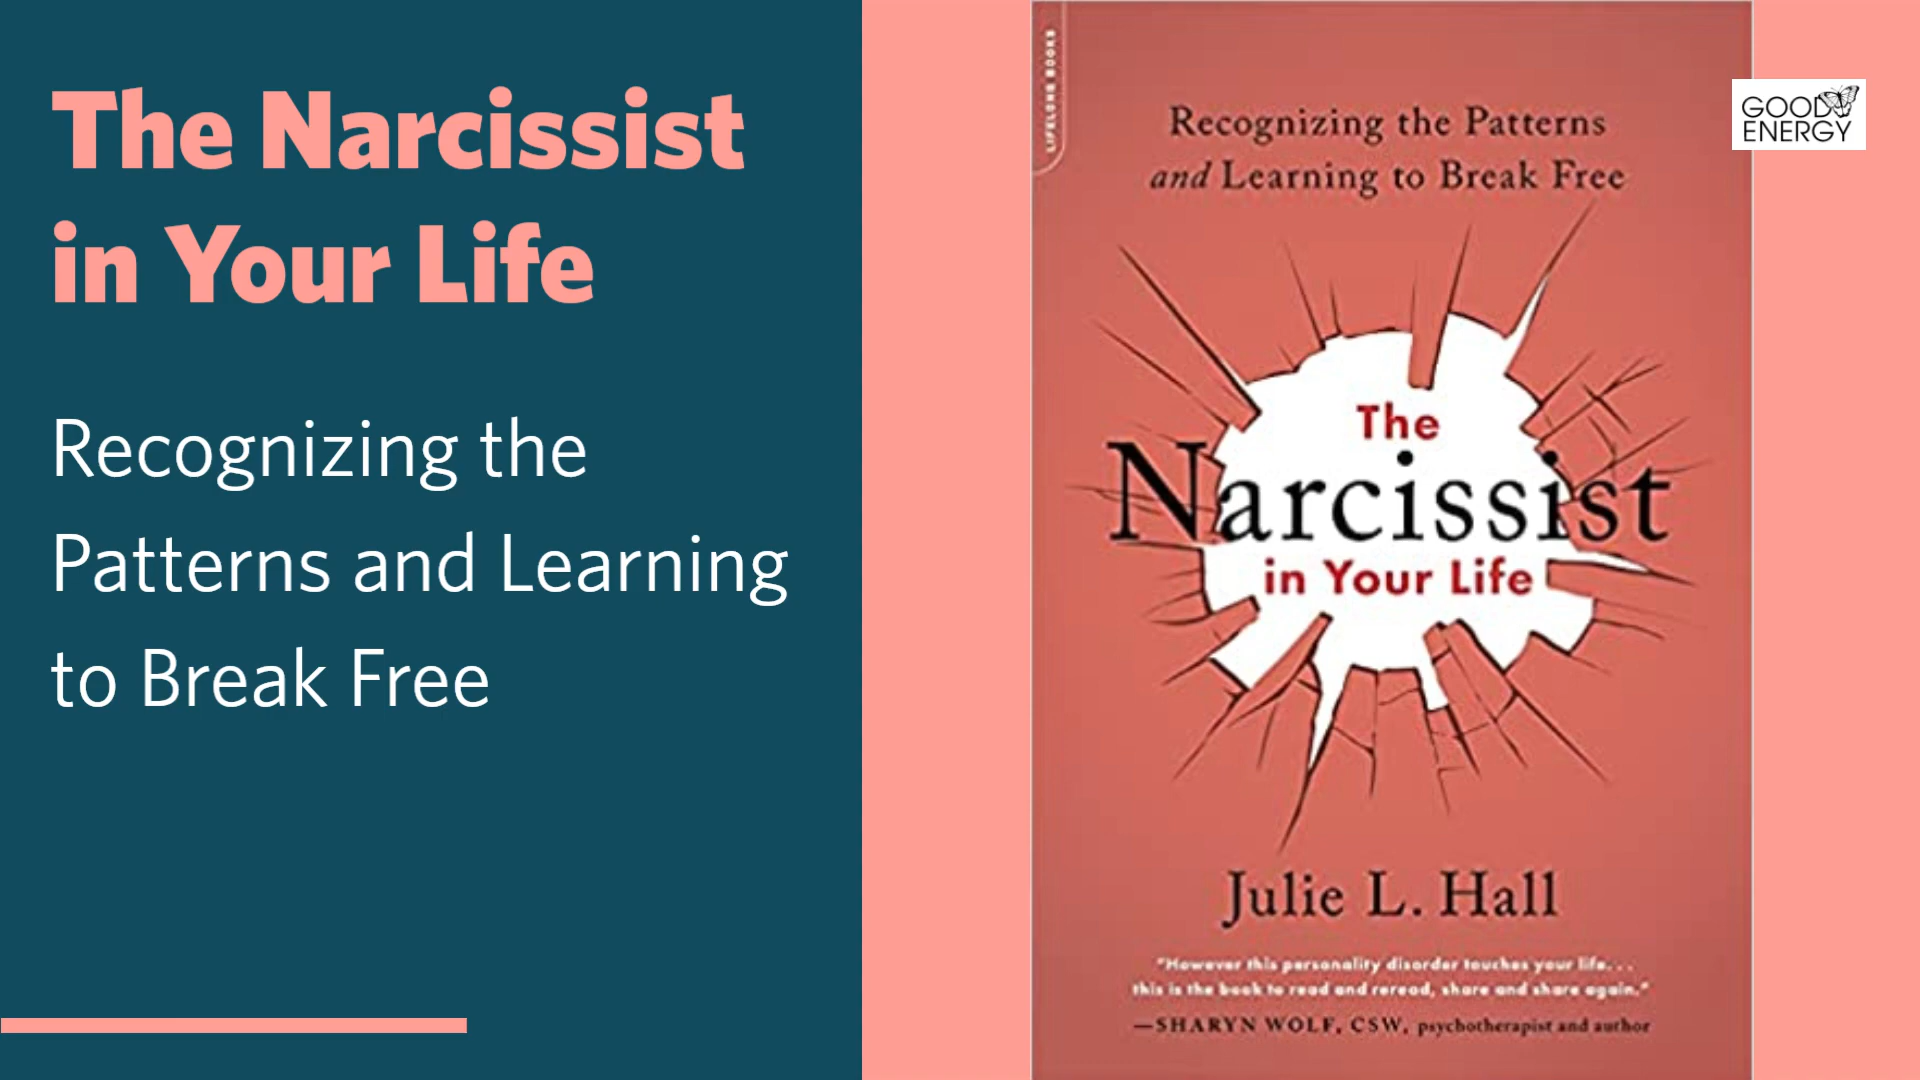 The Narcissist
in Your Life
Recognizing the
Patterns and Learning
to Break Free
LIFELONG BOOKS
Recognizing the Patterns
and Learning to Break Free
The
Narcissist
in Your Life
Julie L. Hall
"However this personality disorder touches your life. . .
this is the book to read and reread, share and share again."
—SHARYN WOLF, CSW, psychotherapist and author
GOOD
ENERGY